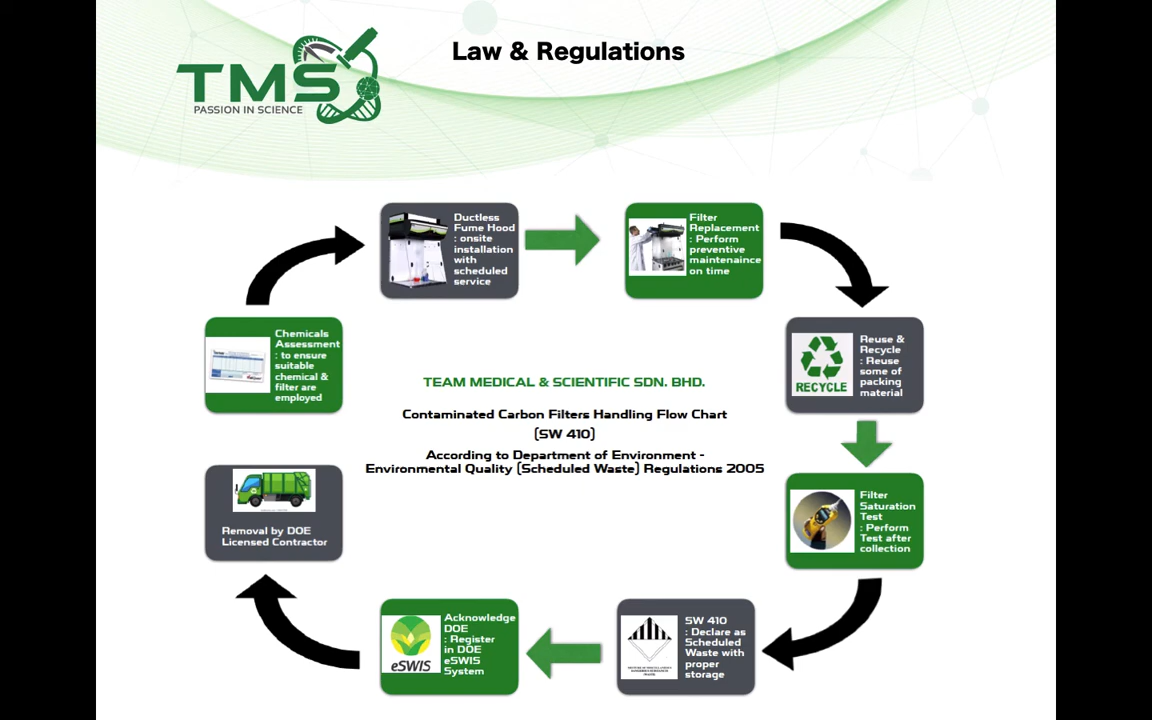 Law & Regulations
TMS
PASSION IN SCIENCE
Ductless
Fume Hood
: onsite
installation
with
scheduled
service
Filter
Replacement
: Perform
preventive
maintenaince
on time
Chemicals
Assessment
: to ensure
suitable
chemical &
filter are
employed
Reuse &
Recycle
: Reuse
some of
packing
material
RECYCLE
TEAM MEDICAL & SCIENTIFIC SDN. BHD.
Contaminated Carbon Filters Handling Flow Chart
(SW 410)
According to Department of Environment -
Environmental Quality (Scheduled Waste) Regulations 2005
Removal by DOE
Licensed Contractor
Filter
Saturation
Test
: Perform
Test after
collection
Acknowledge
DOE
: Register
in DOE
eSWIS
System
eSWIS
SW 410
: Declare as
Scheduled
Waste with
proper
storage